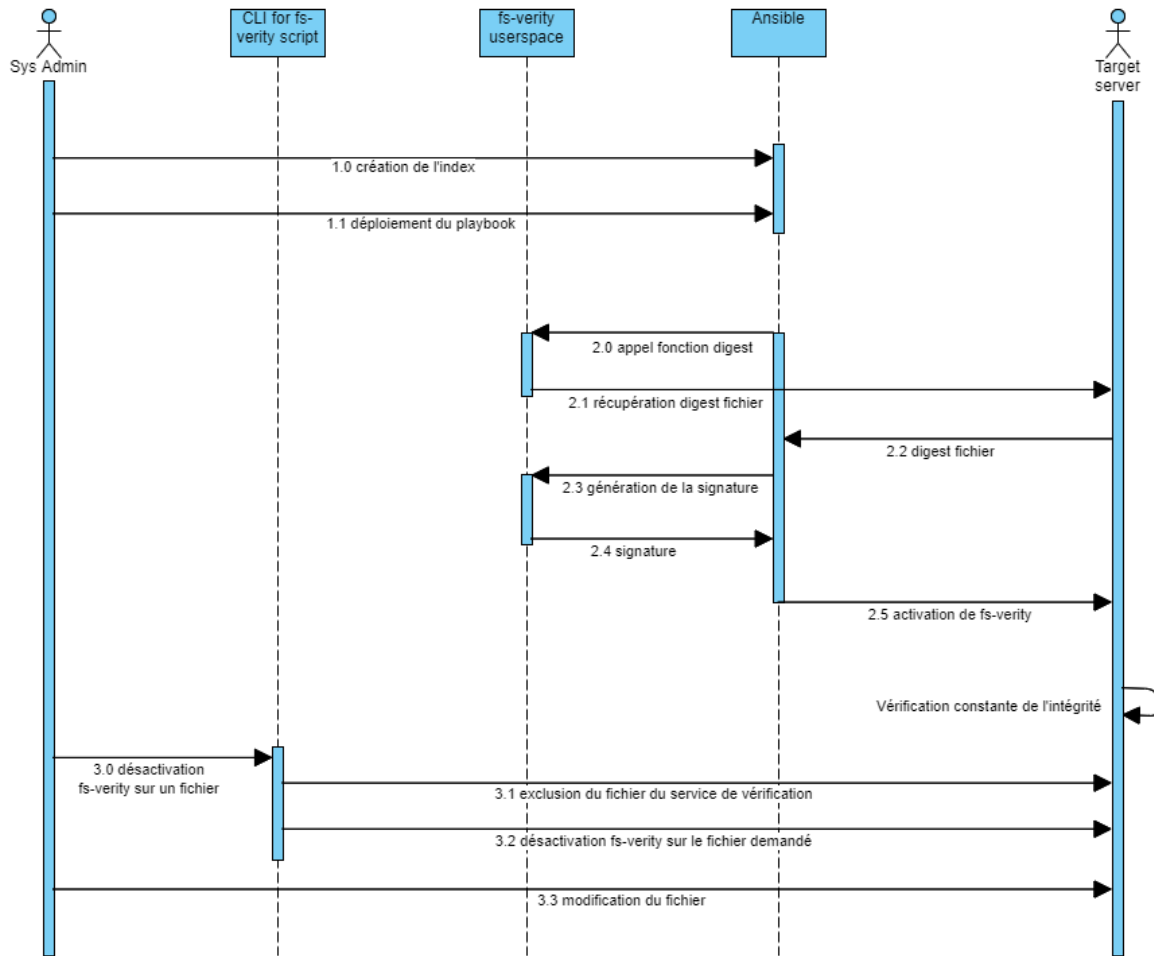 CLI for fs-
verity script
fs-verity
userspace
Ansible
Sys Admin
Target
server
1.0 création de l'index
1.1 déploiement du playbook
2.0 appel fonction digest
2.1 récupération digest fichier
2.2 digest fichier
2.3 génération de la signature
2.4 signature
2.5 activation de fs-verity
Vérification constante de l'intégrité
3.0 désactivation
fs-verity sur un fichier
3.1 exclusion du fichier du service de vérification
3.2 désactivation fs-verity sur le fichier demandé
3.3 modification du fichier